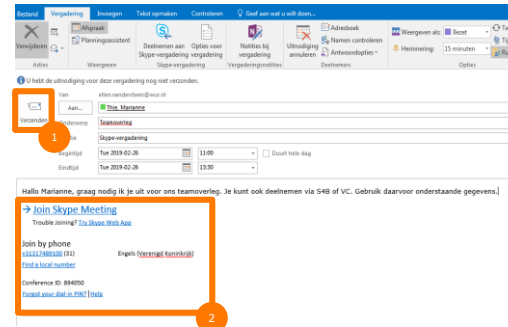 Bestand Vergadering Invoegen Tekst opmaken Controleren Geef aan wat u wilt doen...
Verwijderen
Afspraak
Planningsassistent
Deelnemen aan Skype-vergadering
Opties voor vergadering
Notities bij vergadering
Uitnodiging annuleren
Adresboek
Namen controleren
Antwoordopties
Weergeven als: Bezet
Herinnering: 15 minuten
Acties Weergeven Skype-vergadering Vergaderingsnotities Deelnemers Opties
U hebt de uitnodiging voor deze vergadering nog niet verzonden.
Van ellen.vandersteen@wur.nl
Aan... Thie, Marianne
Verzenden
Onderwerp Teamoverleg
Skype-vergadering
1
Begintijd Tue 2019-02-26 11:00 Duurt hele dag
Eindtijd Tue 2019-02-26 13:30
Hallo Marianne, graag nodig ik je uit voor ons teamoverleg. Je kunt ook deelnemen via S4B of VC. Gebruik daarvoor onderstaande gegevens.
→ Join Skype Meeting
Trouble Joining? Try Skype Web App
Join by phone
+31317489100 (31) Engels (Verenigd Koninkrijk)
Find a local number
Conference ID: 894050
Forgot your dial-in PIN? | Help
2